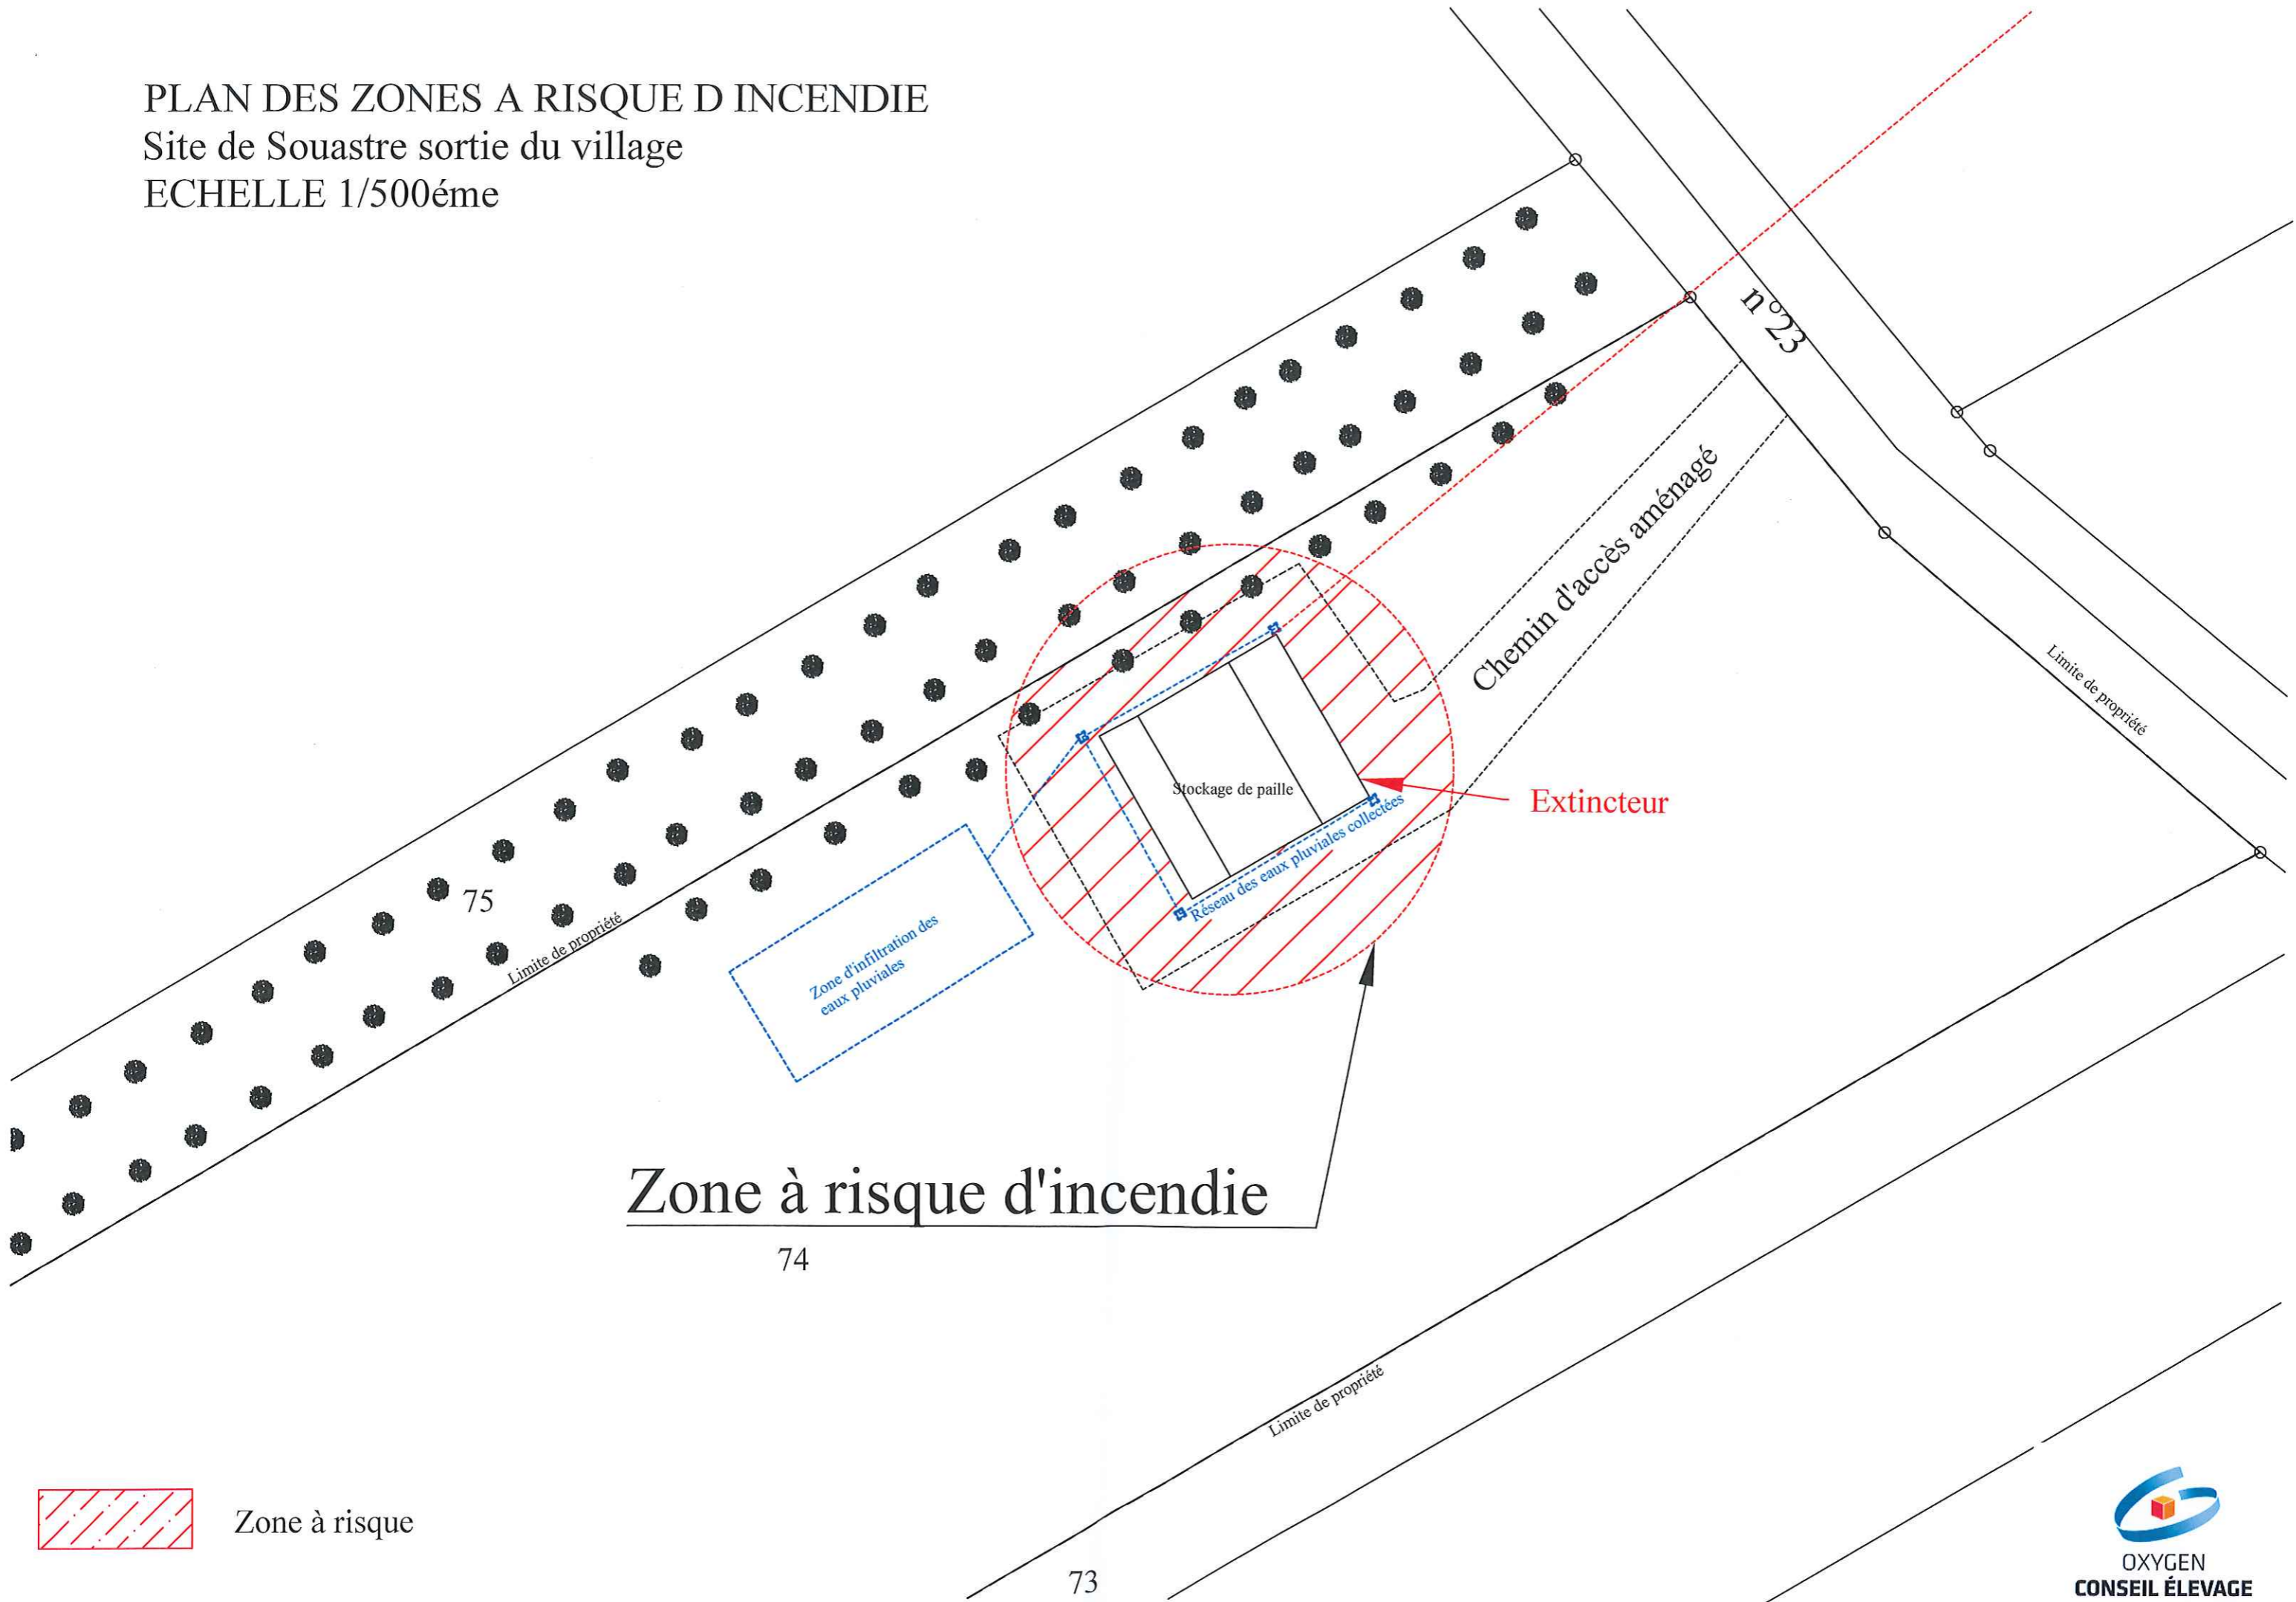 PLAN DES ZONES A RISQUE D INCENDIE
Site de Souastre sortie du village
ECHELLE 1/500éme
n°23
Chemin d'accès aménagé
Limite de propriété
Stockage de paille
Extincteur
Réseau des eaux pluviales collectées
75
Limite de propriété
Zone d'infiltration des
eaux pluviales
Zone à risque d'incendie
74
Limite de propriété
Zone à risque
73
OXYGEN
CONSEIL ÉLEVAGE